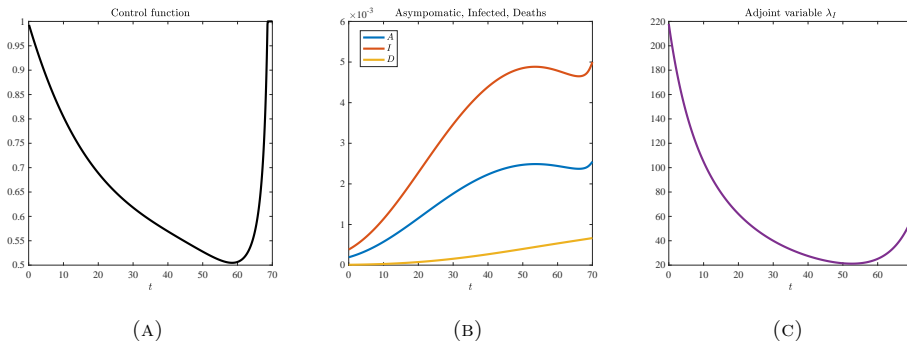 Control function
1
0.95
0.9
0.85
0.8
0.75
0.7
0.65
0.6
0.55
0.5
0 10 20 30 40 50 60 70
t
(A)
Asympomatic, Infected, Deaths
×10⁻³
6
5
4
3
2
1
0
A
I
D
0 10 20 30 40 50 60 70
t
(B)
Adjoint variable λ_I
220
200
180
160
140
120
100
80
60
40
20
0 10 20 30 40 50 60 70
t
(C)